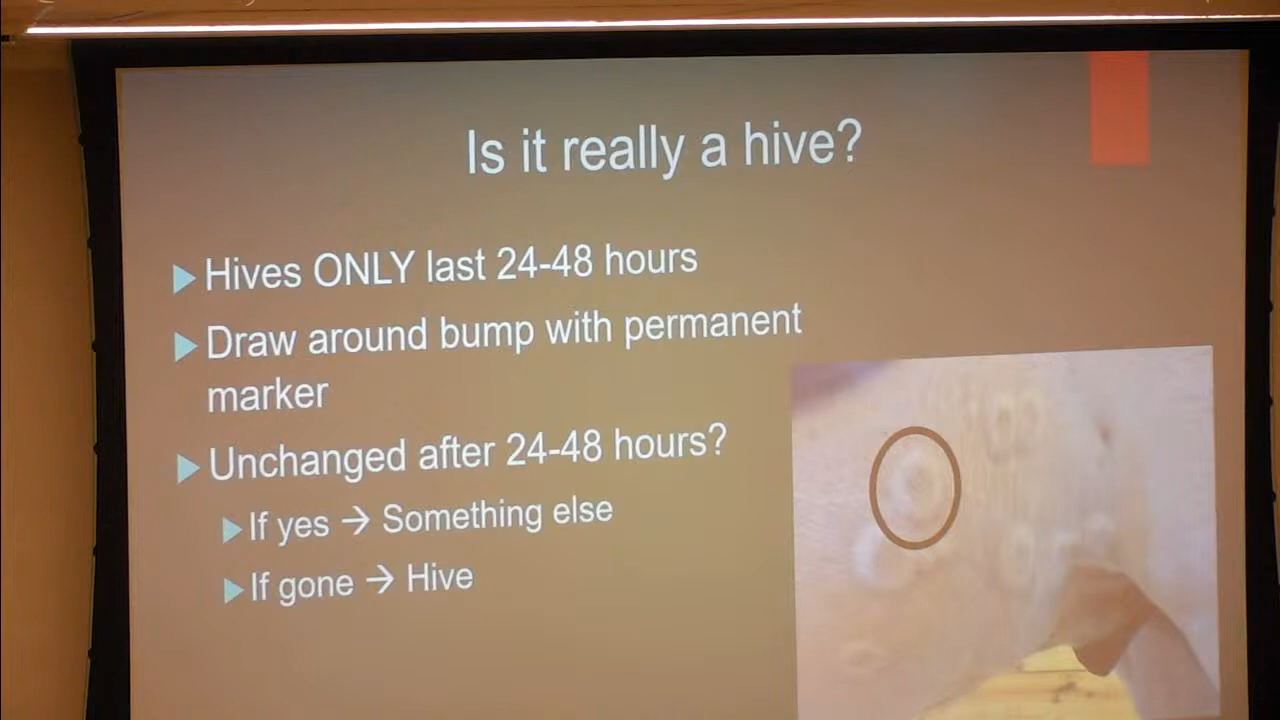 Is it really a hive?
Hives ONLY last 24-48 hours
Draw around bump with permanent
marker
Unchanged after 24-48 hours?
If yes → Something else
If gone → Hive